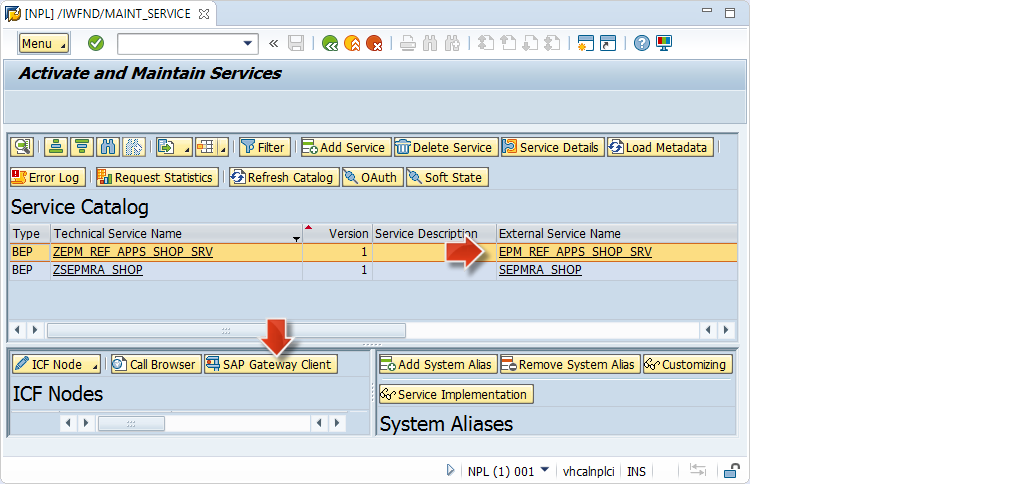 [NPL] /IWFND/MAINT_SERVICE
Menu
Activate and Maintain Services
Filter Add Service Delete Service Service Details Load Metadata
Error Log Request Statistics Refresh Catalog OAuth Soft State
Service Catalog
Type Technical Service Name Version Service Description External Service Name
BEP ZEPM_REF_APPS_SHOP_SRV 1 EPM_REF_APPS_SHOP_SRV
BEP ZSEPMRA_SHOP 1 SEPMRA_SHOP
ICF Node Call Browser SAP Gateway Client Add System Alias Remove System Alias Customizing
Service Implementation
ICF Nodes
System Aliases
NPL (1) 001 vhcalnplci INS